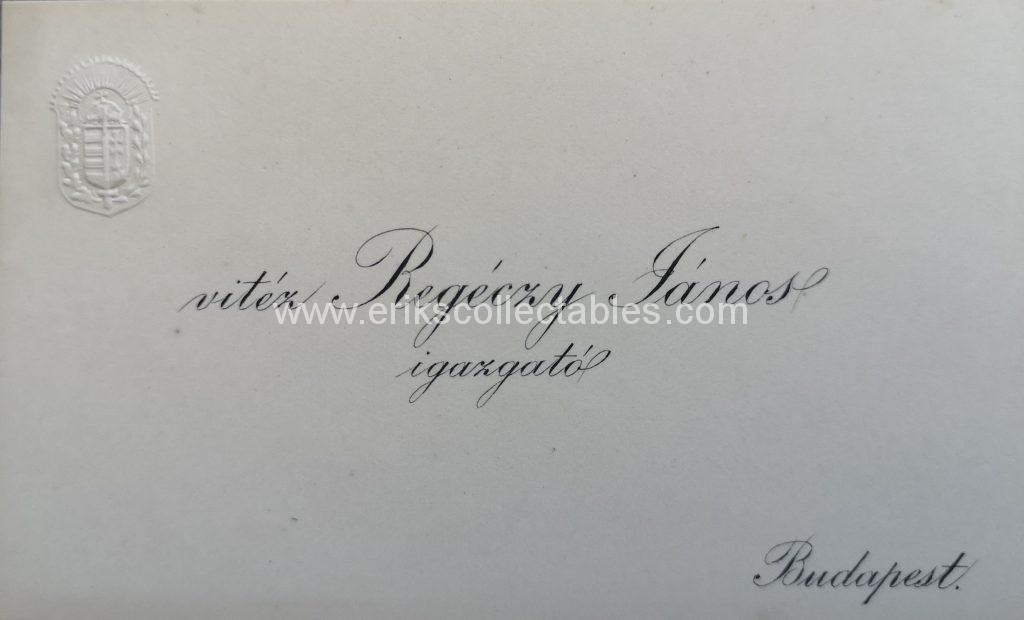 vitéz Regéczy János
www.erikscollectables.com
igazgató
Budapest.